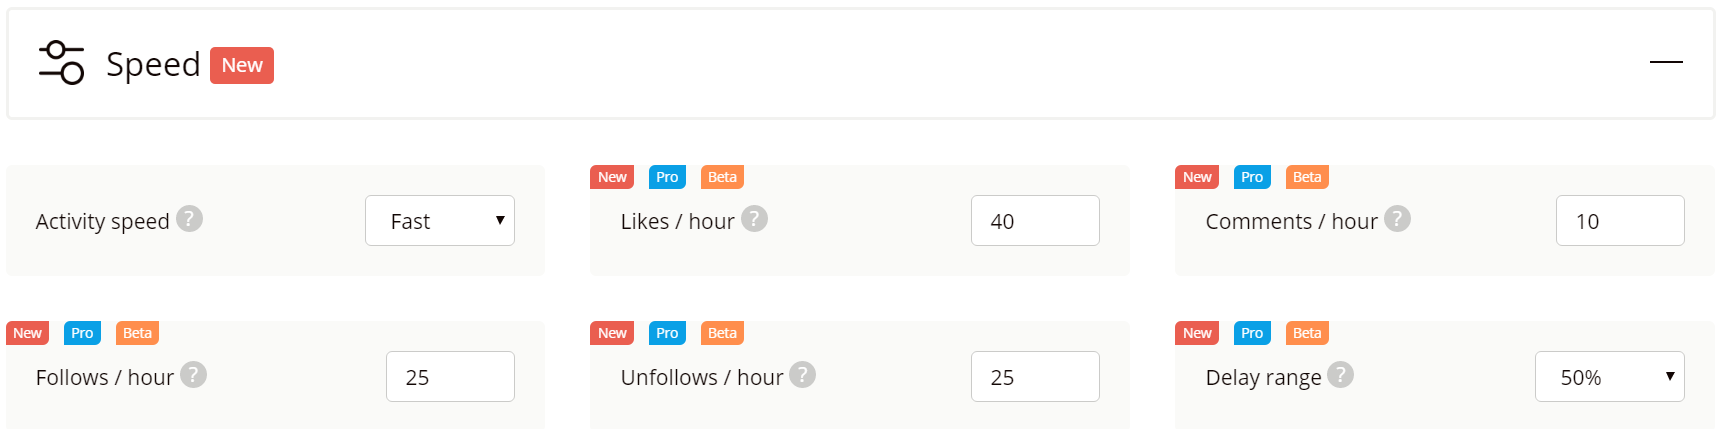 Speed New
New Pro Beta New Pro Beta
Activity speed ? Fast Likes / hour ? 40 Comments / hour ? 10
New Pro Beta New Pro Beta New Pro Beta
Follows / hour ? 25 Unfollows / hour ? 25 Delay range ? 50%